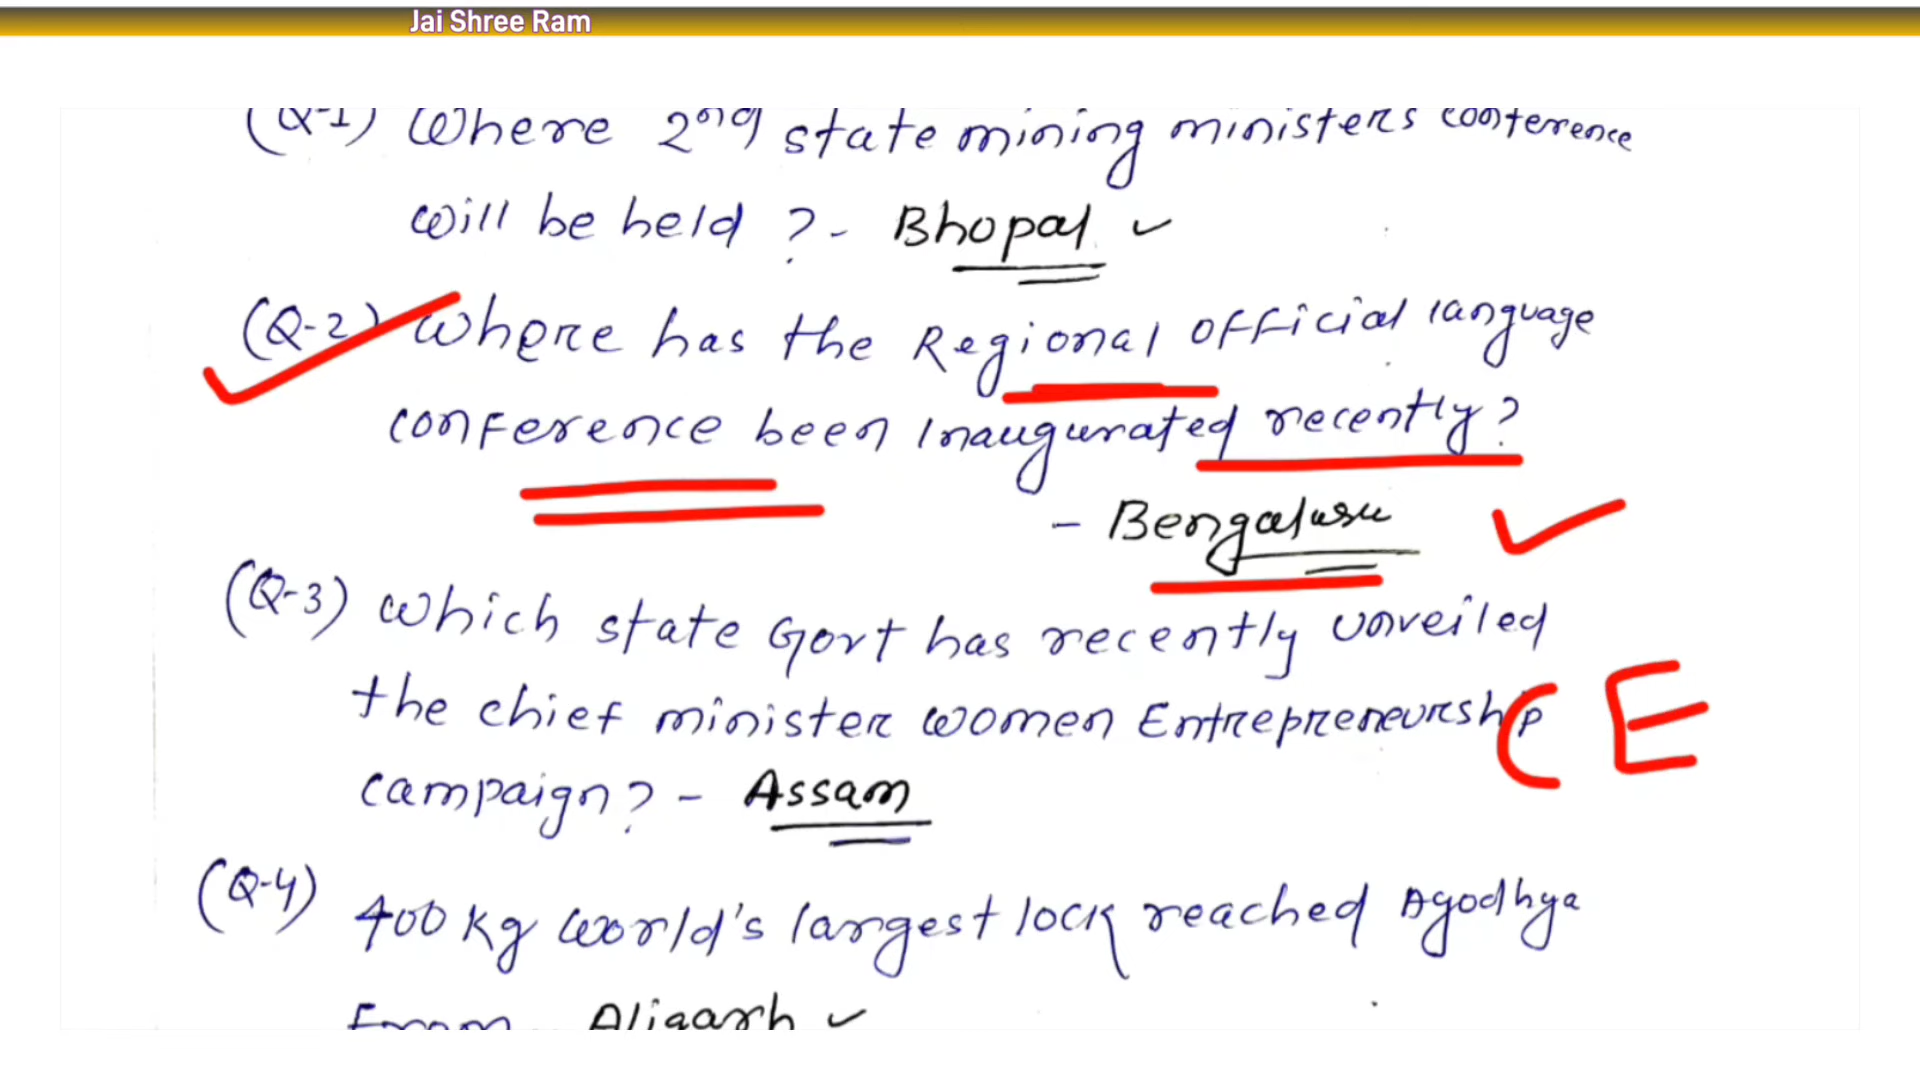 Jai Shree Ram
(Q-1) Where 2nd state mining ministers conference
will be held ? - Bhopal ✓
(Q-2) Where has the Regional official language
conference been Inaugurated recently?
- Bengaluru
(Q-3) Which state Govt has recently unveiled
the chief minister women Entrepreneurship
campaign? - Assam
CE
(Q-4) 400 kg world's largest lock reached Ayodhya
From - Aligarh ✓